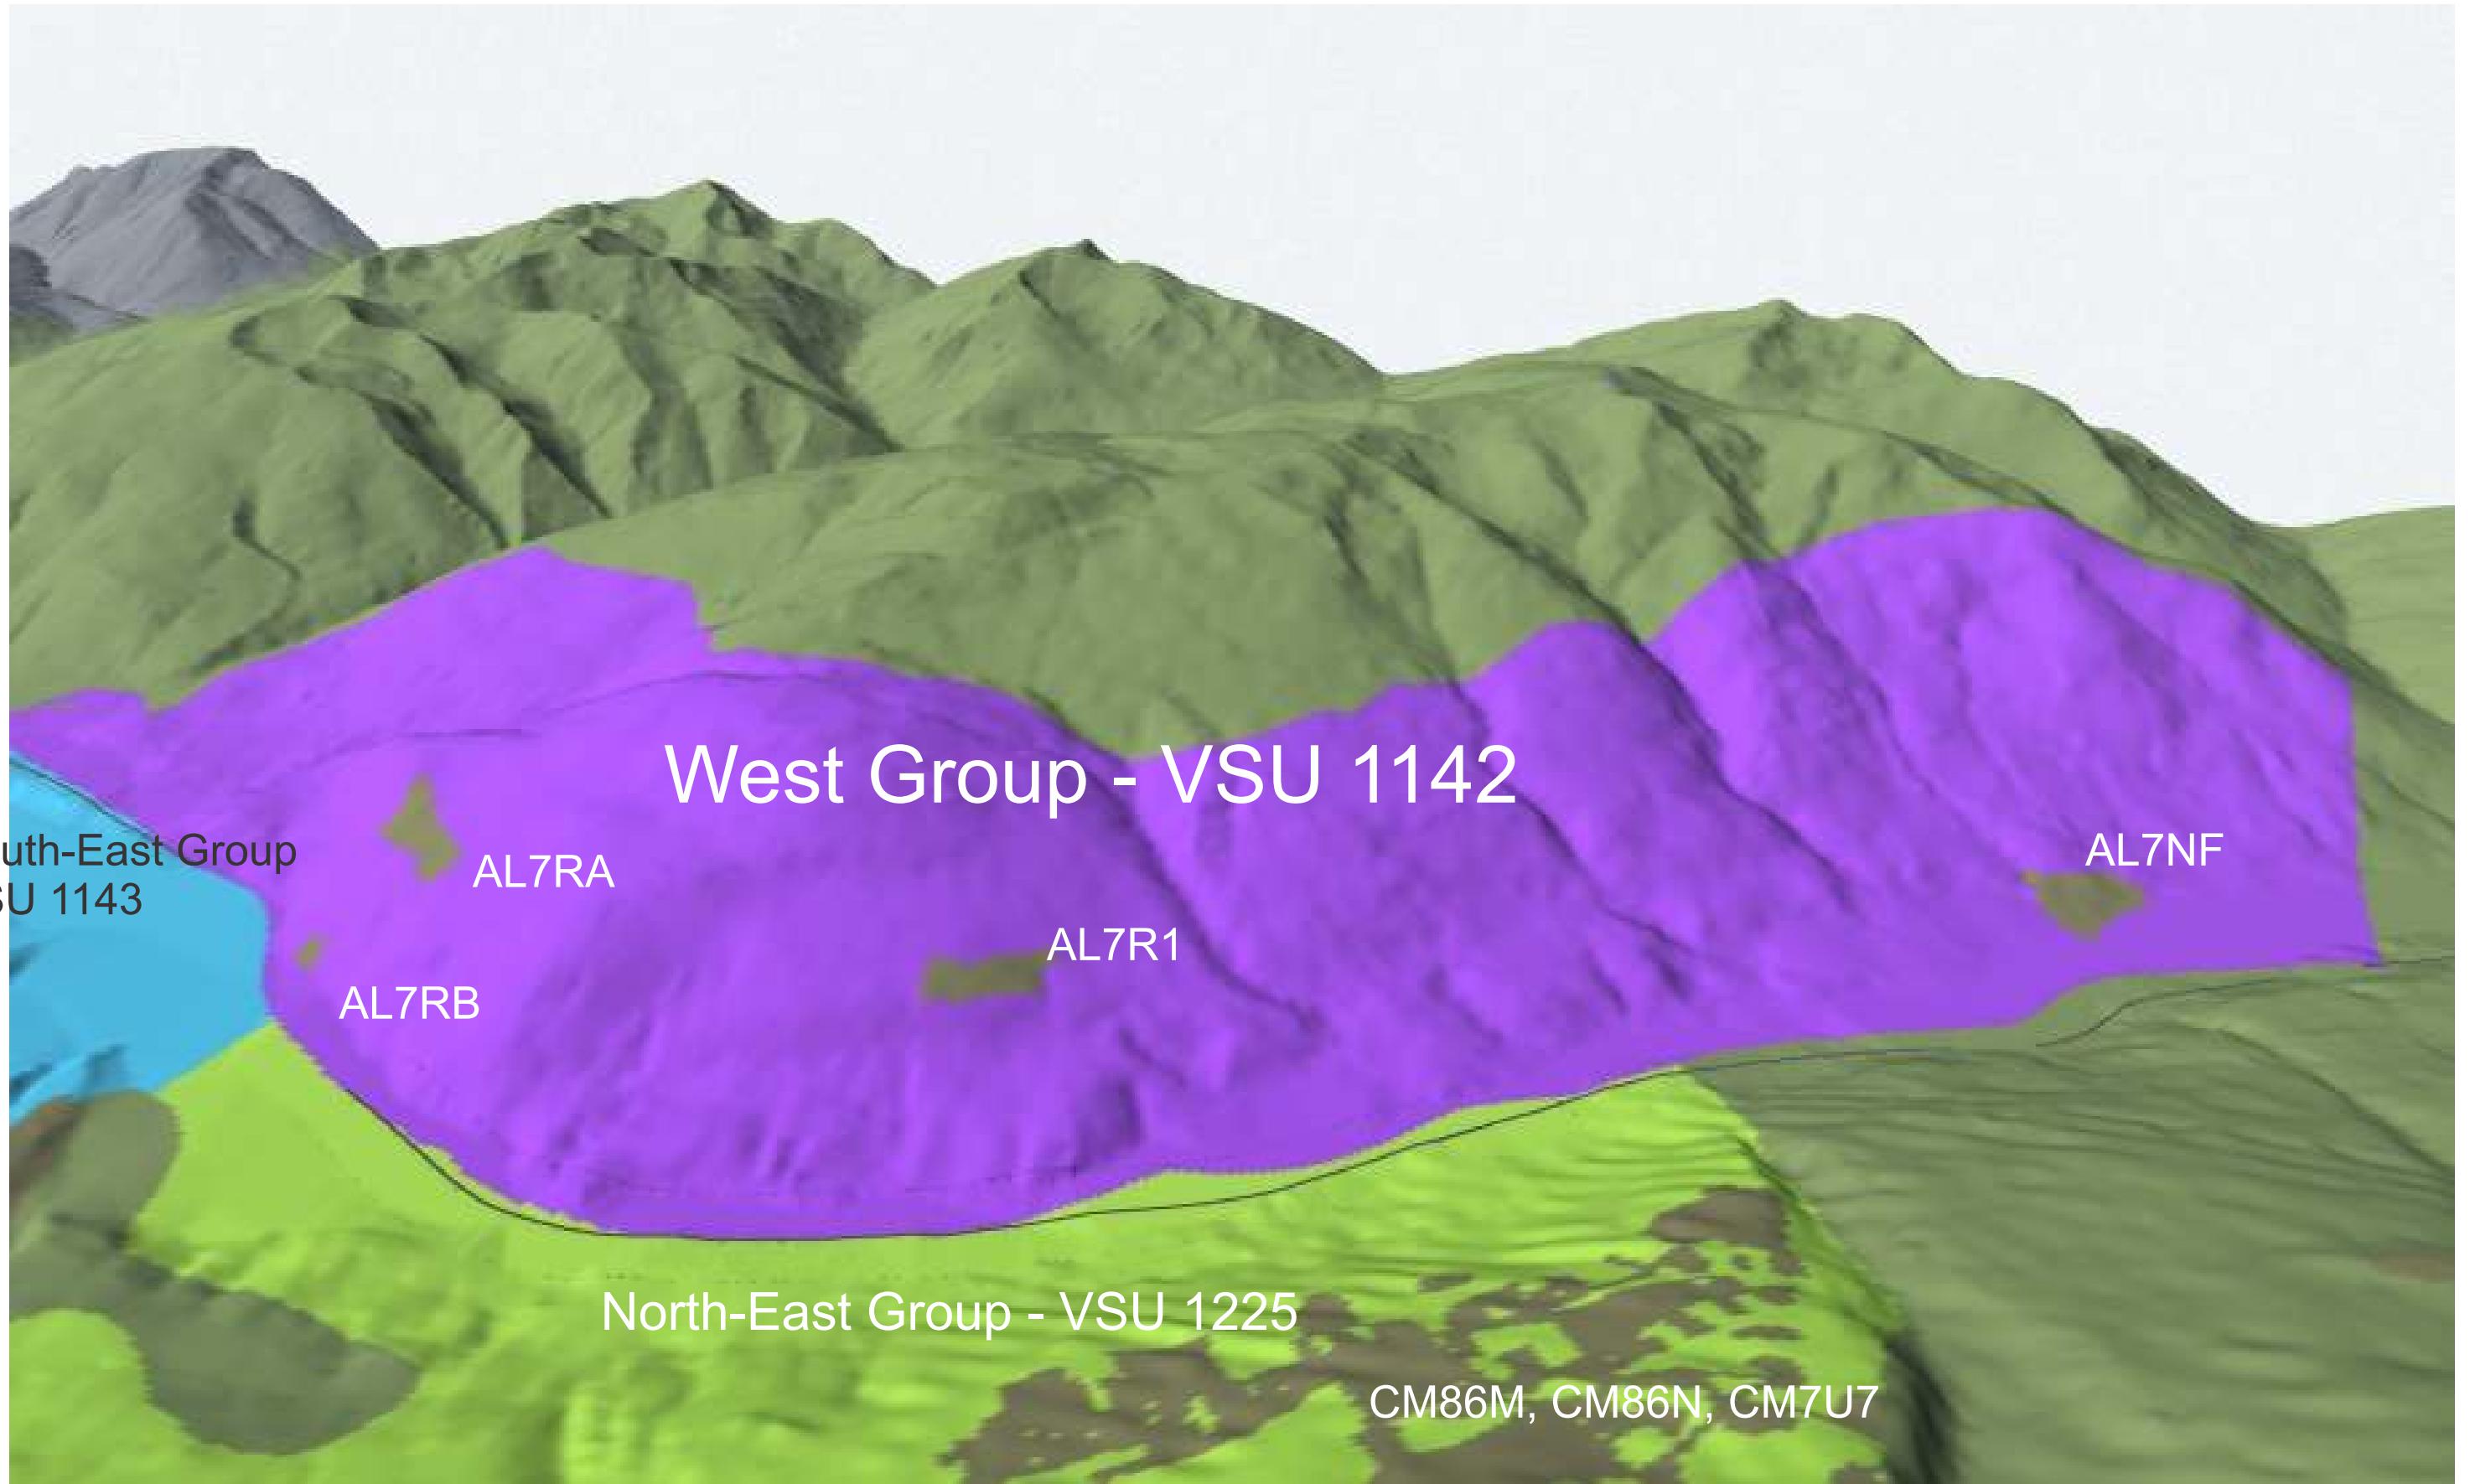 West Group - VSU 1142
uth-East Group
SU 1143
AL7RA
AL7NF
AL7R1
AL7RB
North-East Group - VSU 1225
CM86M, CM86N, CM7U7